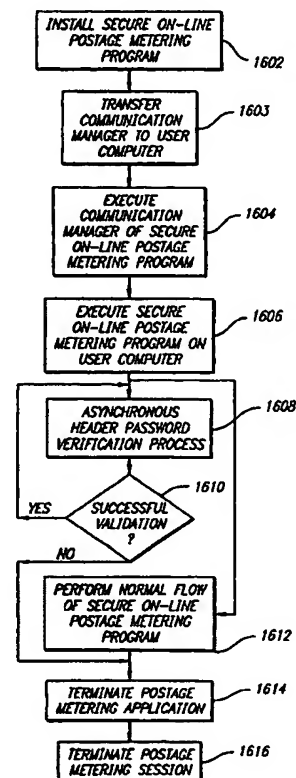 INSTALL SECURE ON-LINE
POSTAGE METERING
PROGRAM
1602
TRANSFER
COMMUNICATION
MANAGER TO USER
COMPUTER
1603
EXECUTE
COMMUNICATION
MANAGER OF SECURE
ON-LINE POSTAGE
METERING PROGRAM
1604
EXECUTE SECURE
ON-LINE POSTAGE
METERING PROGRAM ON
USER COMPUTER
1606
ASYNCHRONOUS
HEADER PASSWORD
VERIFICATION PROCESS
1608
SUCCESSFUL
VALIDATION
?
1610
YES
NO
PERFORM NORMAL FLOW
OF SECURE ON-LINE
POSTAGE METERING
PROGRAM
1612
TERMINATE POSTAGE
METERING APPLICATION
1614
TERMINATE POSTAGE
METERING SESSION
1616